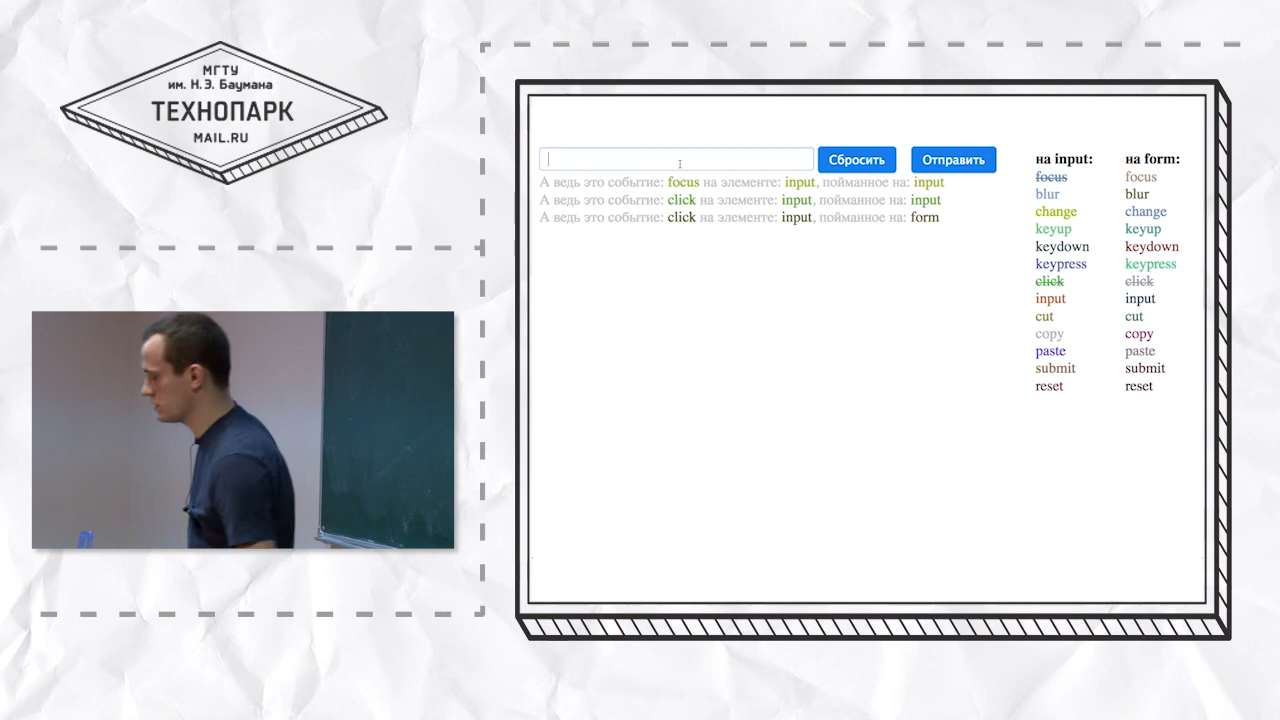 МГТУ
им. Н.Э. Баумана
ТЕХНОПАРК
MAIL.RU
Сбросить Отправить
А ведь это событие: focus на элементе: input, пойманное на: input
А ведь это событие: click на элементе: input, пойманное на: input
А ведь это событие: click на элементе: input, пойманное на: form
на input: на form:
focus focus
blur blur
change change
keyup keyup
keydown keydown
keypress keypress
click click
input input
cut cut
copy copy
paste paste
submit submit
reset reset